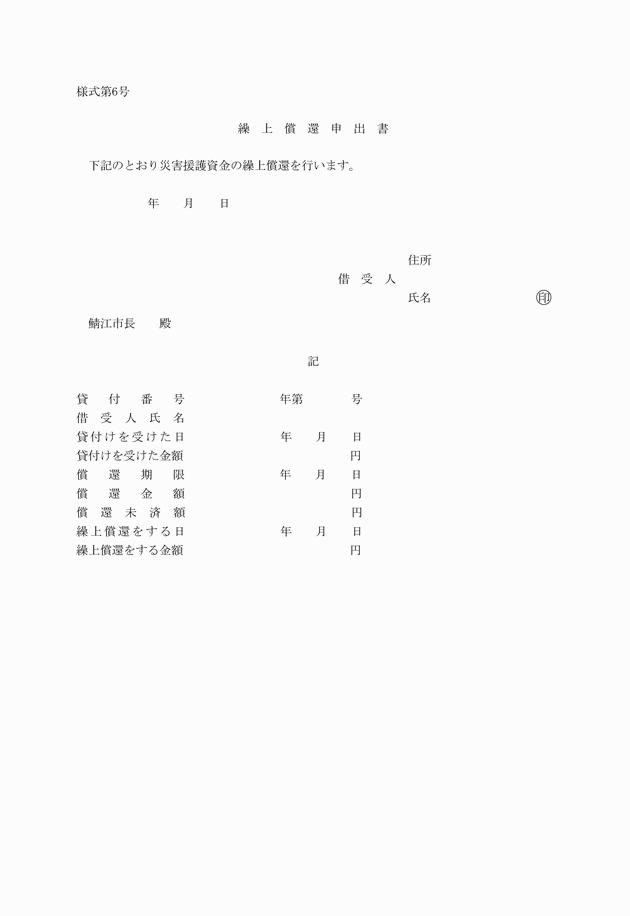 様式第6号
繰上償還申出書
下記のとおり災害援護資金の繰上償還を行います。
年　　月　　日
住所
借受人
氏名　　　　　　　　　㊞
鯖江市長　　殿
記
貸付番号　　　　　　　　年第　　　　号
借受人氏名
貸付けを受けた日　　　　　　　　年　　月　　日
貸付けを受けた金額　　　　　　　　円
償還期限　　　　　　　　年　　月　　日
償還金額　　　　　　　　円
償還未済額　　　　　　　　円
繰上償還をする日　　　　　　　　年　　月　　日
繰上償還をする金額　　　　　　　　円